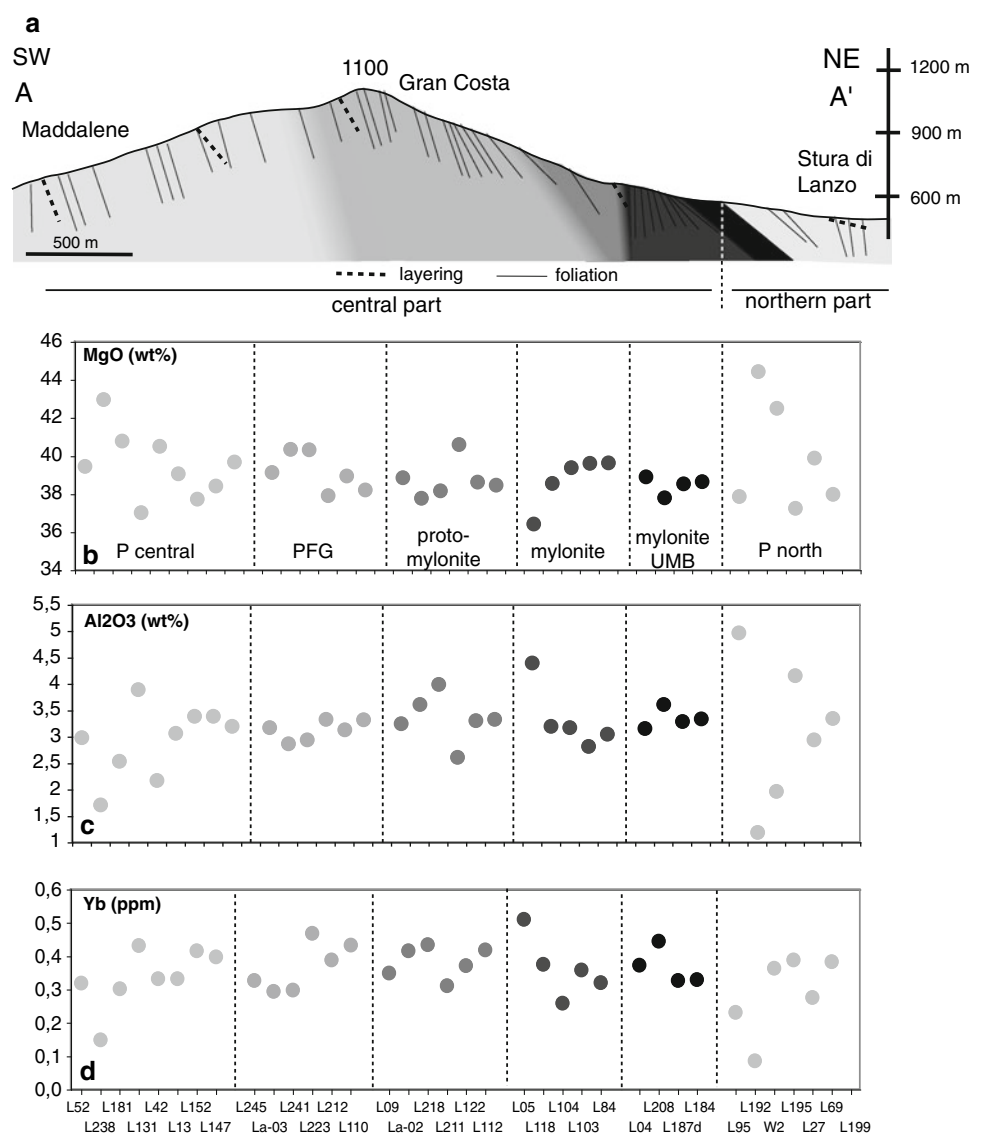 a
SW
NE
A
A'
1100
Gran Costa
Maddalene
1200 m
900 m
Stura di
Lanzo
600 m
500 m
layering
foliation
central part
northern part
46
MgO (wt%)
44
42
40
38
36
34
b
P central
PFG
proto-
mylonite
mylonite
mylonite
UMB
P north
5,5
Al2O3 (wt%)
5
4,5
4
3,5
3
2,5
2
1,5
1
c
0,6
Yb (ppm)
0,5
0,4
0,3
0,2
0,1
0,0
d
L52 L181 L42 L152 L245 L241 L212 L09 L218 L122 L05 L104 L84 L208 L184 L192 L195 L69
L238 L131 L13 L147 La-03 L223 L110 La-02 L211 L112 L118 L103 L04 L187d L95 W2 L27 L199